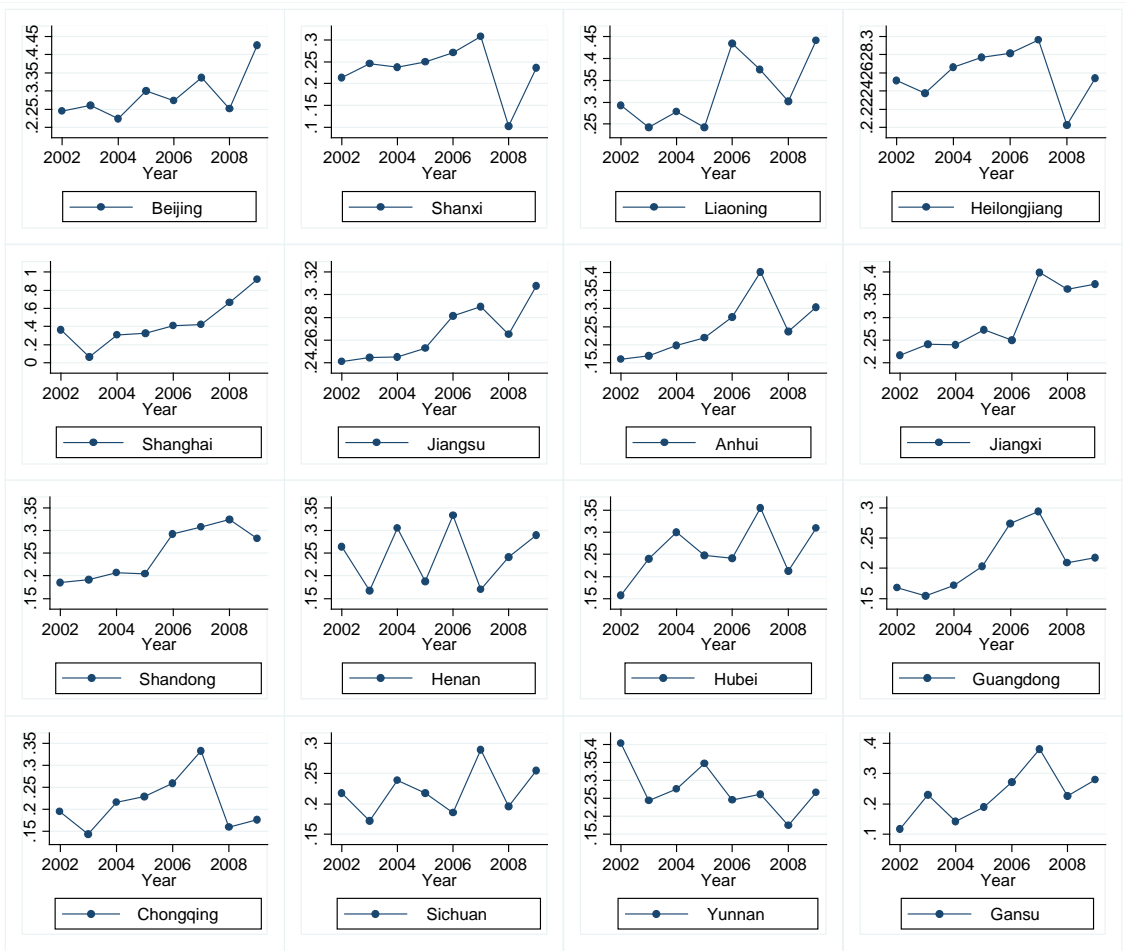 .2.25.3.35.4.45
2002 2004 2006 2008
Year
Beijing
.1 .15 .2 .25 .3
2002 2004 2006 2008
Year
Shanxi
.25 .3 .35 .4 .45
2002 2004 2006 2008
Year
Liaoning
.2.22.24.26.28.3
2002 2004 2006 2008
Year
Heilongjiang
0 .2 .4 .6 .8 1
2002 2004 2006 2008
Year
Shanghai
.24.26.28 .3 .32
2002 2004 2006 2008
Year
Jiangsu
.15.2.25.3.35.4
2002 2004 2006 2008
Year
Anhui
.2 .25 .3 .35 .4
2002 2004 2006 2008
Year
Jiangxi
.15 .2 .25 .3 .35
2002 2004 2006 2008
Year
Shandong
.15 .2 .25 .3 .35
2002 2004 2006 2008
Year
Henan
.15 .2 .25 .3 .35
2002 2004 2006 2008
Year
Hubei
.15 .2 .25 .3
2002 2004 2006 2008
Year
Guangdong
.15 .2 .25 .3 .35
2002 2004 2006 2008
Year
Chongqing
.15 .2 .25 .3
2002 2004 2006 2008
Year
Sichuan
.15.2.25.3.35.4
2002 2004 2006 2008
Year
Yunnan
.1 .2 .3 .4
2002 2004 2006 2008
Year
Gansu